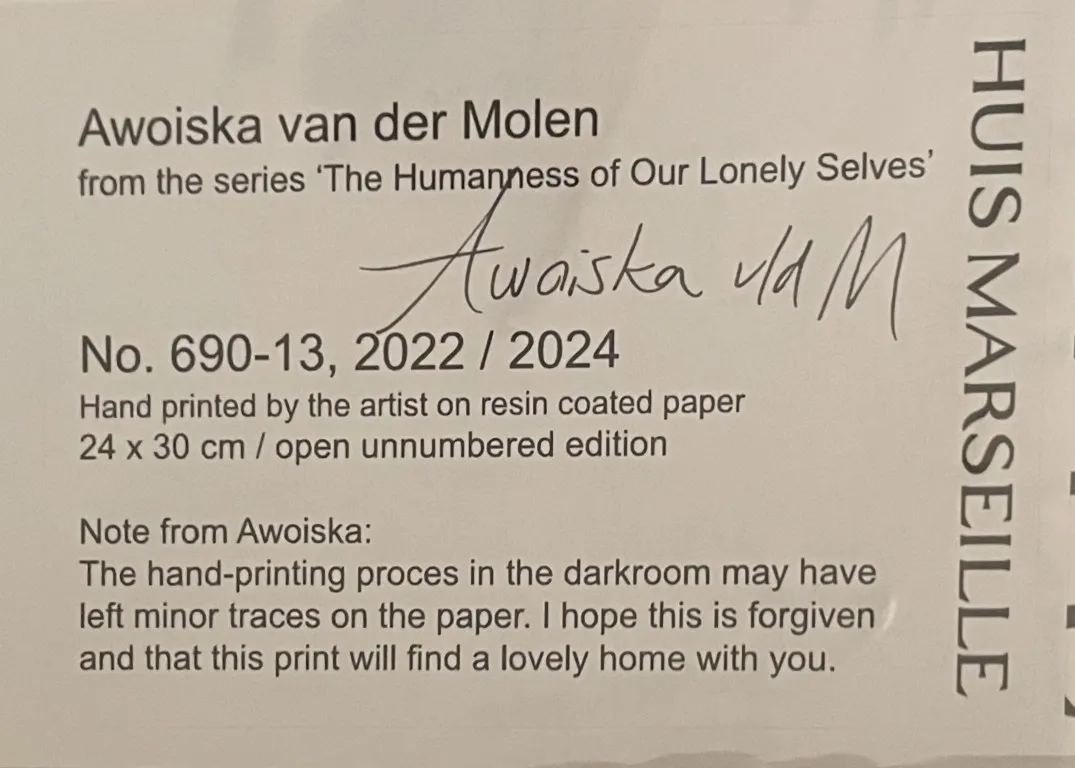 Awoiska van der Molen
from the series ‘The Humanness of Our Lonely Selves’
Awoiska v/d M
No. 690-13, 2022 / 2024
Hand printed by the artist on resin coated paper
24 x 30 cm / open unnumbered edition
Note from Awoiska:
The hand-printing proces in the darkroom may have
left minor traces on the paper. I hope this is forgiven
and that this print will find a lovely home with you.
HUIS MARSEILLE